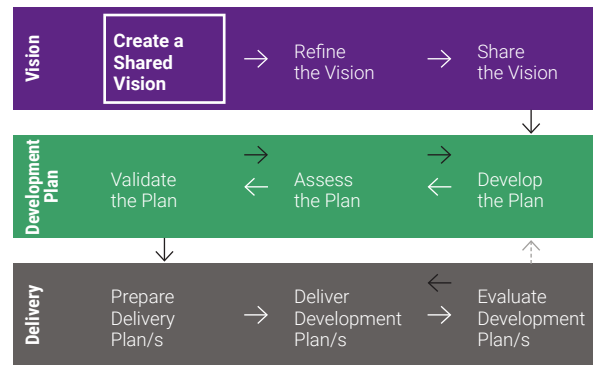 Vision
Create a
Shared
Vision
Refine
the Vision
Share
the Vision
Development
Plan
Validate
the Plan
Assess
the Plan
Develop
the Plan
Delivery
Prepare
Delivery
Plan/s
Deliver
Development
Plan/s
Evaluate
Development
Plan/s